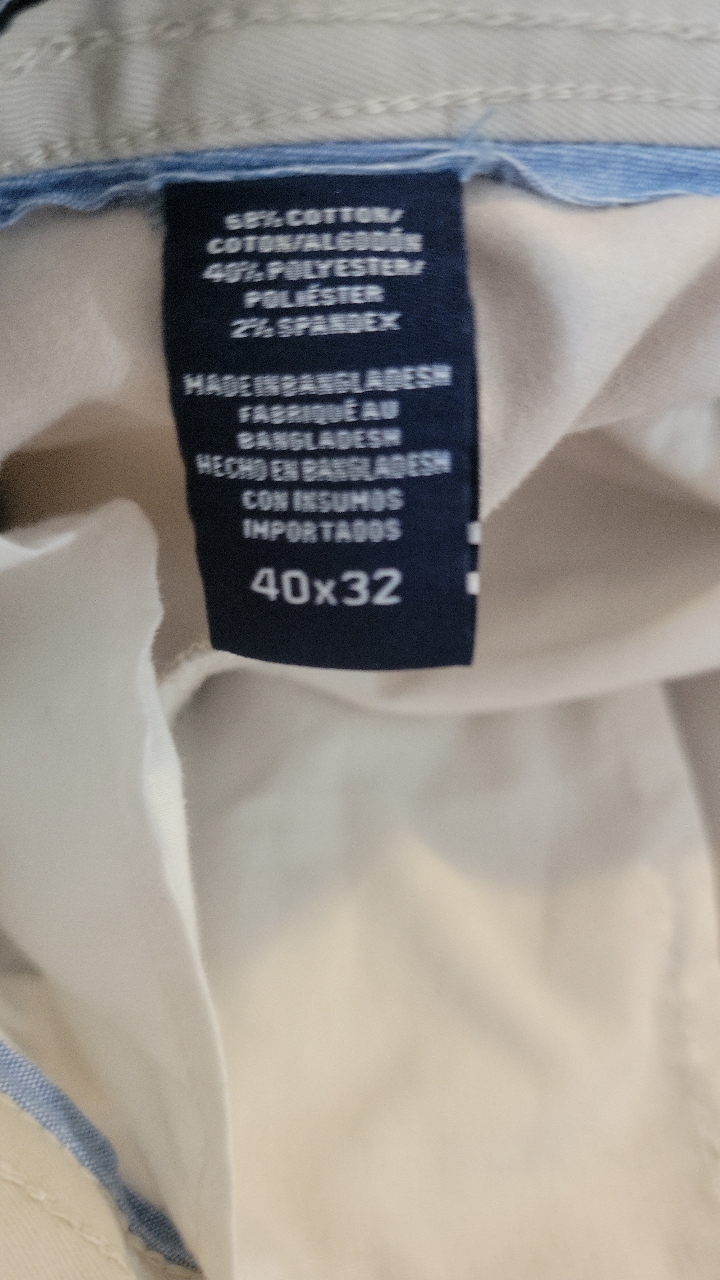 58% COTTON/
COTON/ALGODÓN
40% POLYESTER/
POLIÉSTER
2% SPANDEX
MADE IN BANGLADESH
FABRIQUÉ AU
BANGLADESH
HECHO EN BANGLADESH
CON INSUMOS
IMPORTADOS
40x32